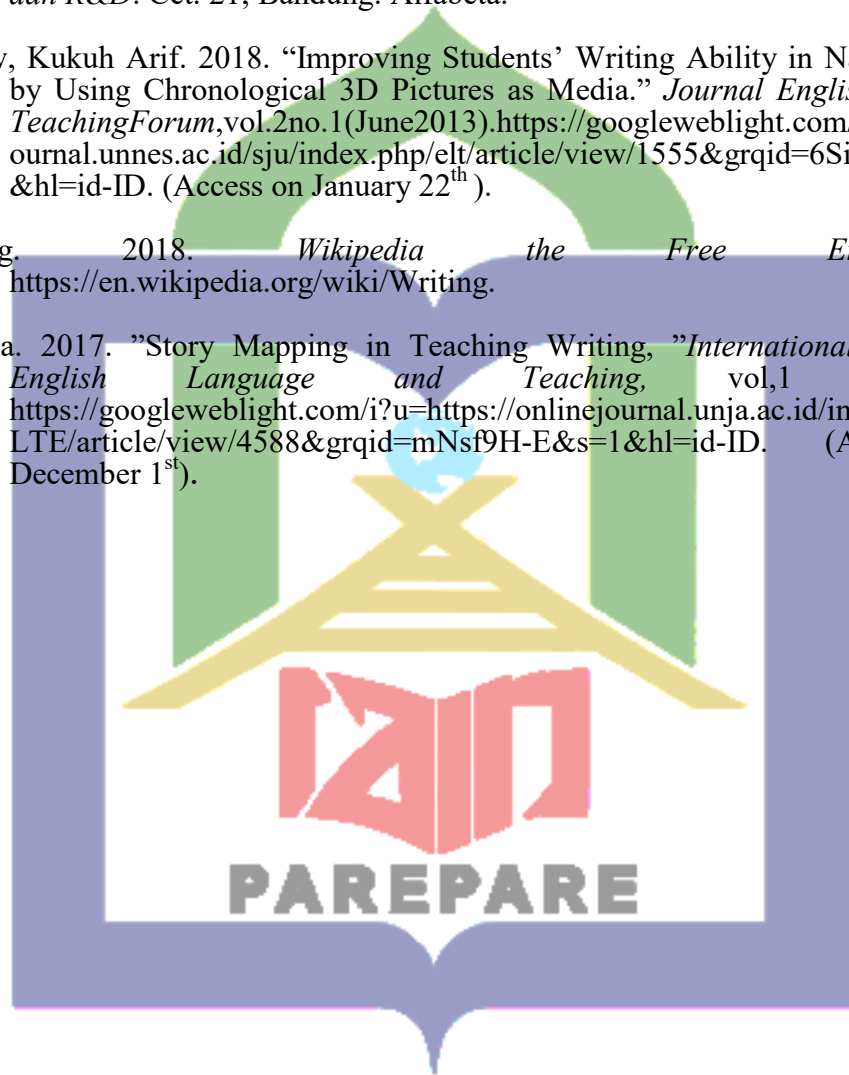 dan R&D. Cet. 21; Bandung: Alfabeta.
, Kukuh Arif. 2018. “Improving Students’ Writing Ability in
by Using Chronological 3D Pictures as Media.” Journal
TeachingForum,vol.2no.1(June2013).https://googleweblight.com/
ournal.unnes.ac.id/sju/index.php/elt/article/view/1555&grqid=6Si
&hl=id-ID. (Access on January 22th ).
g. 2018. Wikipedia the Free
https://en.wikipedia.org/wiki/Writing.
a. 2017. ”Story Mapping in Teaching Writing, ”International
English Language and Teaching, vol,1
https://googleweblight.com/i?u=https://onlinejournal.unja.ac.id/in
LTE/article/view/4588&grqid=mNsf9H-E&s=1&hl=id-ID. (A
December 1st).
iain
PAREPARE